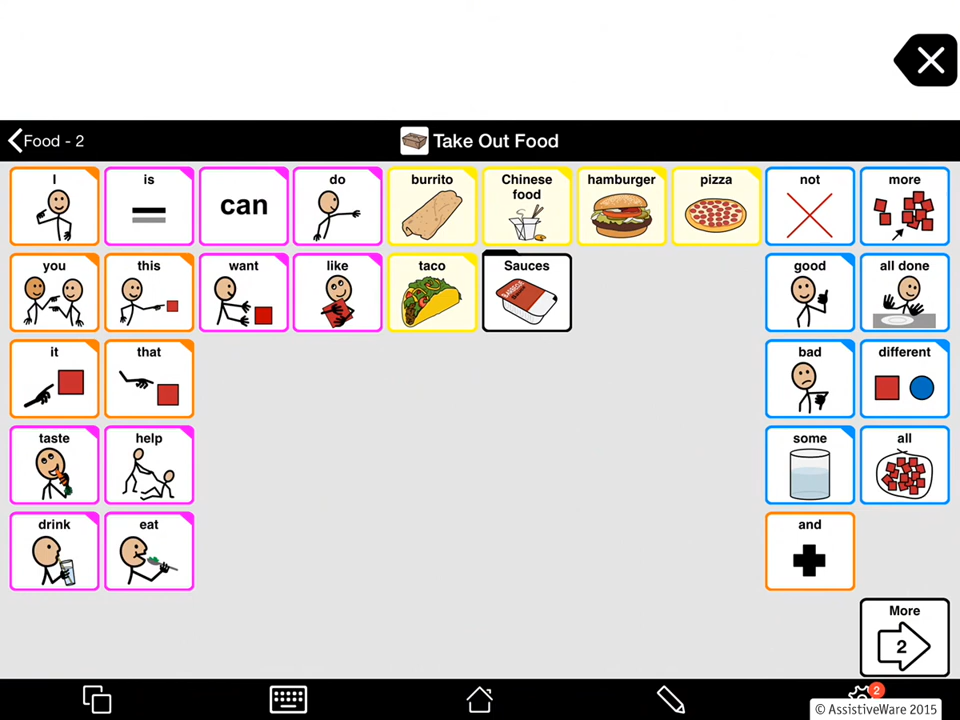 Food - 2
Take Out Food
I
is
can
do
burrito
Chinese
food
hamburger
pizza
not
more
you
this
want
like
taco
Sauces
good
all done
it
that
bad
different
taste
help
some
all
drink
eat
and
More
2
2
© AssistiveWare 2015